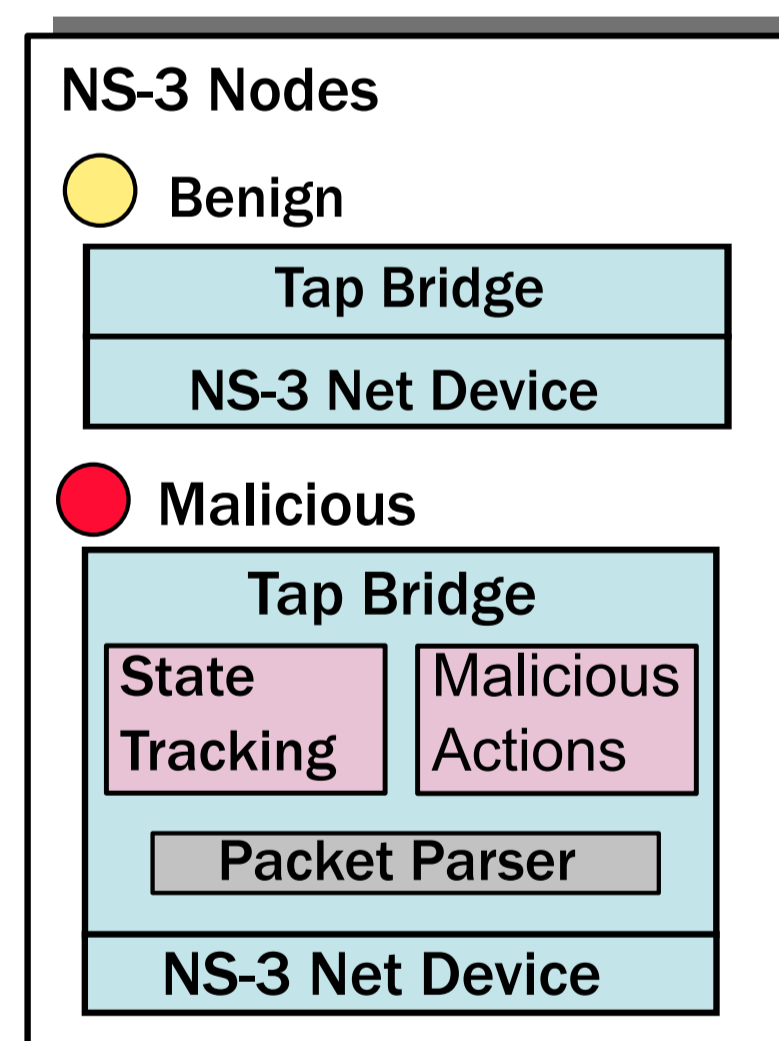 NS-3 Nodes
Benign
Tap Bridge
NS-3 Net Device
Malicious
Tap Bridge
State
Tracking
Malicious
Actions
Packet Parser
NS-3 Net Device